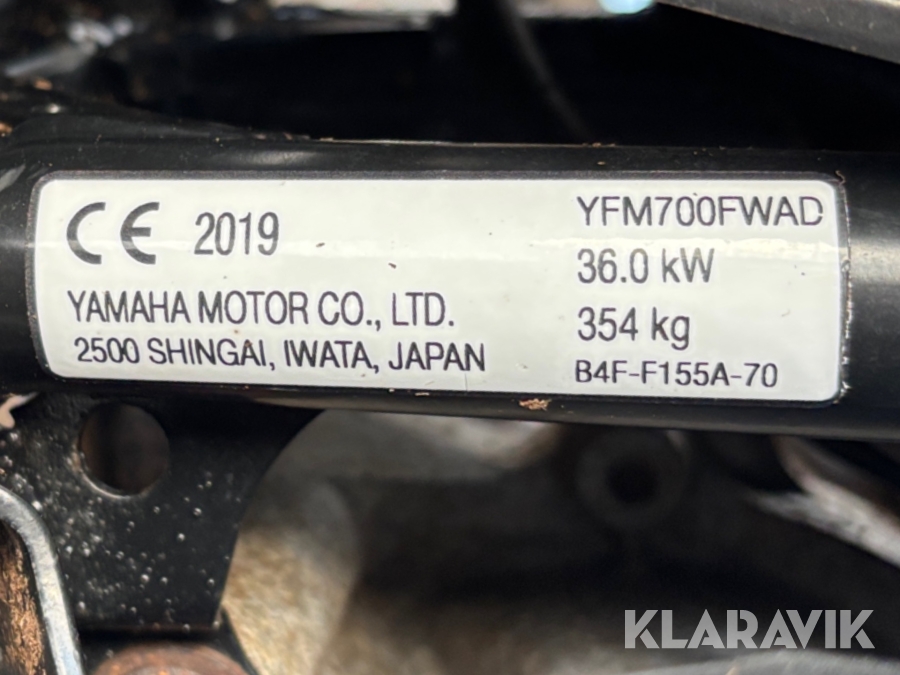 CE 2019
YAMAHA MOTOR CO., LTD.
2500 SHINGAI, IWATA, JAPAN
YFM700FWAD
36.0 kW
354 kg
B4F-F155A-70
KLARAVIK